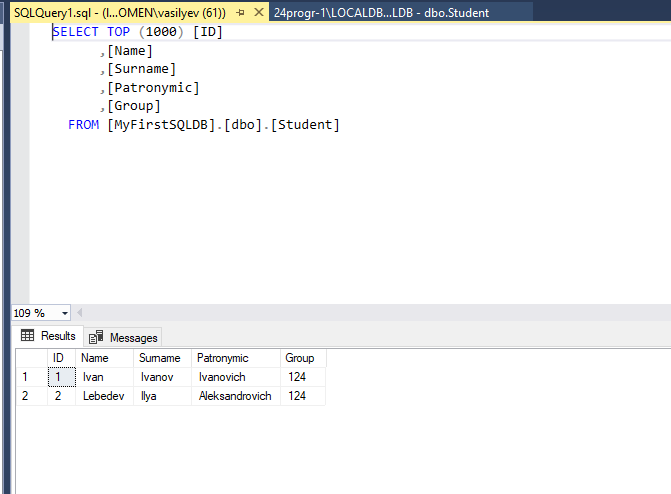 SQLQuery1.sql - (l...OMEN\vasilyev (61)) 24progr-1\LOCALDB...LDB - dbo.Student
SELECT TOP (1000) [ID]
,[Name]
,[Surname]
,[Patronymic]
,[Group]
FROM [MyFirstSQLDB].[dbo].[Student]
109 %
Results Messages
ID Name Surname Patronymic Group
1 1 Ivan Ivanov Ivanovich 124
2 2 Lebedev Ilya Aleksandrovich 124